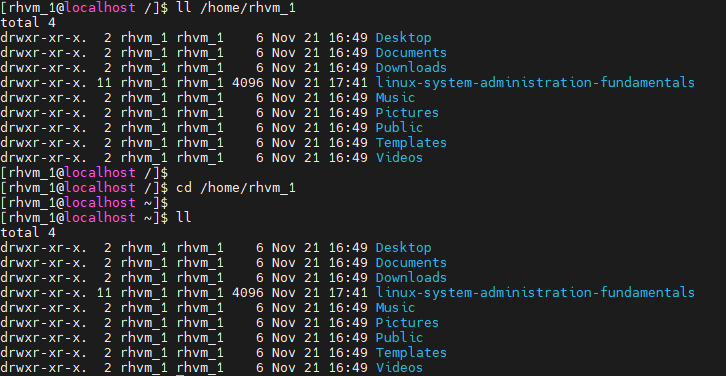 [rhvm_1@localhost /]$ ll /home/rhvm_1
total 4
drwxr-xr-x.  2 rhvm_1 rhvm_1    6 Nov 21 16:49 Desktop
drwxr-xr-x.  2 rhvm_1 rhvm_1    6 Nov 21 16:49 Documents
drwxr-xr-x.  2 rhvm_1 rhvm_1    6 Nov 21 16:49 Downloads
drwxr-xr-x. 11 rhvm_1 rhvm_1 4096 Nov 21 17:41 linux-system-administration-fundamentals
drwxr-xr-x.  2 rhvm_1 rhvm_1    6 Nov 21 16:49 Music
drwxr-xr-x.  2 rhvm_1 rhvm_1    6 Nov 21 16:49 Pictures
drwxr-xr-x.  2 rhvm_1 rhvm_1    6 Nov 21 16:49 Public
drwxr-xr-x.  2 rhvm_1 rhvm_1    6 Nov 21 16:49 Templates
drwxr-xr-x.  2 rhvm_1 rhvm_1    6 Nov 21 16:49 Videos
[rhvm_1@localhost /]$
[rhvm_1@localhost /]$ cd /home/rhvm_1
[rhvm_1@localhost ~]$
[rhvm_1@localhost ~]$ ll
total 4
drwxr-xr-x.  2 rhvm_1 rhvm_1    6 Nov 21 16:49 Desktop
drwxr-xr-x.  2 rhvm_1 rhvm_1    6 Nov 21 16:49 Documents
drwxr-xr-x.  2 rhvm_1 rhvm_1    6 Nov 21 16:49 Downloads
drwxr-xr-x. 11 rhvm_1 rhvm_1 4096 Nov 21 17:41 linux-system-administration-fundamentals
drwxr-xr-x.  2 rhvm_1 rhvm_1    6 Nov 21 16:49 Music
drwxr-xr-x.  2 rhvm_1 rhvm_1    6 Nov 21 16:49 Pictures
drwxr-xr-x.  2 rhvm_1 rhvm_1    6 Nov 21 16:49 Public
drwxr-xr-x.  2 rhvm_1 rhvm_1    6 Nov 21 16:49 Templates
drwxr-xr-x.  2 rhvm_1 rhvm_1    6 Nov 21 16:49 Videos